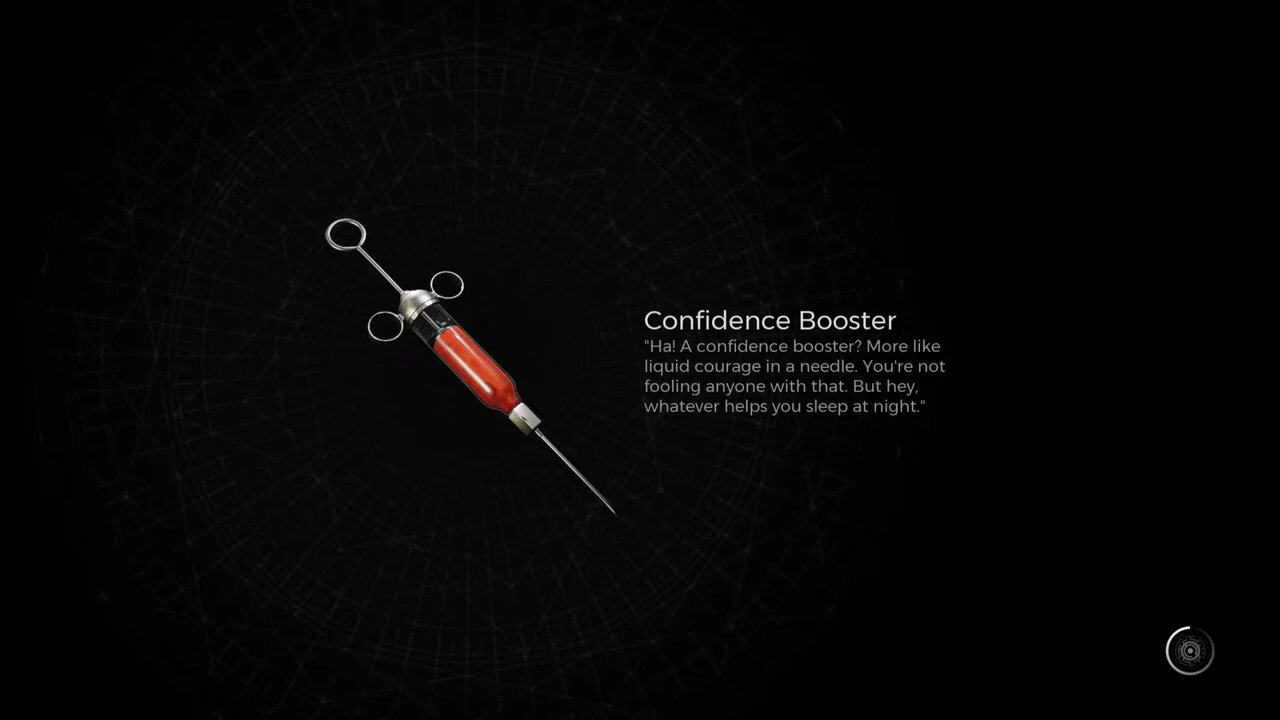 Confidence Booster
"Ha! A confidence booster? More like
liquid courage in a needle. You're not
fooling anyone with that. But hey,
whatever helps you sleep at night."